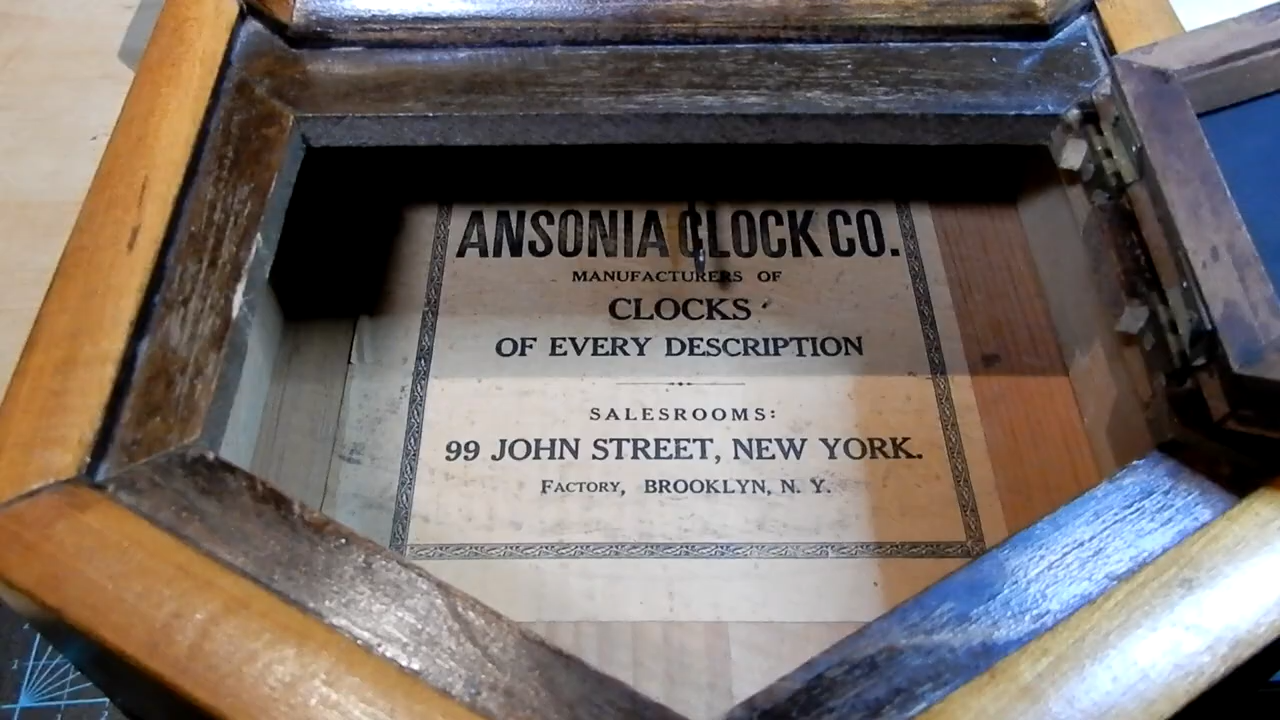 ANSONIA CLOCK CO.
MANUFACTURERS OF
CLOCKS
OF EVERY DESCRIPTION
SALESROOMS:
99 JOHN STREET, NEW YORK.
FACTORY, BROOKLYN, N. Y.